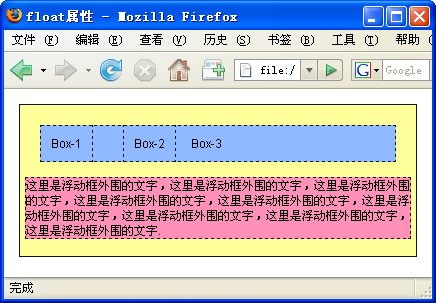 float属性 - Mozilla Firefox
文件(F) 编辑(E) 查看(V) 历史(S) 书签(B) 工具(T) 帮助(
file:/ G Google
Box-1 Box-2 Box-3
这里是浮动框外围的文字，这里是浮动框外围的文字，这里是浮动框外围
的文字，这里是浮动框外围的文字，这里是浮动框外围的文字，这里是浮
动框外围的文字，这里是浮动框外围的文字，这里是浮动框外围的文字，
这里是浮动框外围的文字.
完成